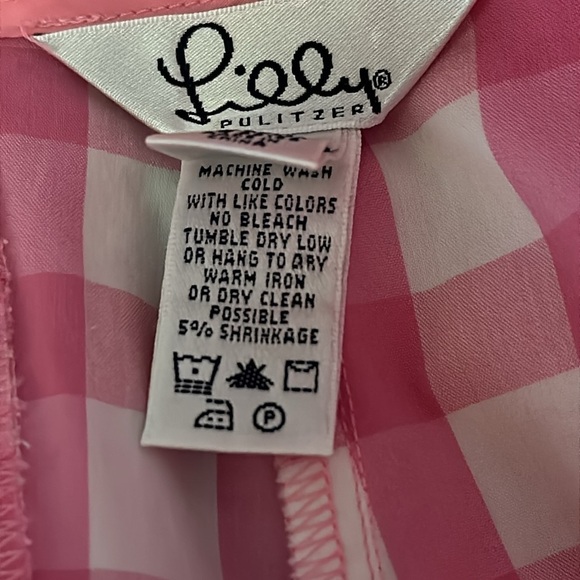 Lilly®
PULITZER
MACHINE WASH
COLD
WITH LIKE COLORS
NO BLEACH
TUMBLE DRY LOW
OR HANG TO DRY
WARM IRON
OR DRY CLEAN
POSSIBLE
5% SHRINKAGE
P